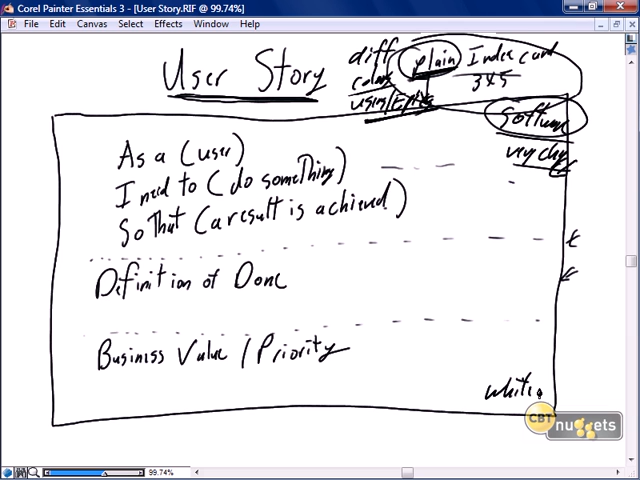 Corel Painter Essentials 3 - [User Story.RIF @ 99.74%]
File Edit Canvas Select Effects Movie Window Help
User Story
diff
colors
plain Index card
3x5
Software
As a (user)
I need to (do something)
So That (a result is achieved)
Definition of Done
Business Value / Priority
white
CBT nuggets
99.74%